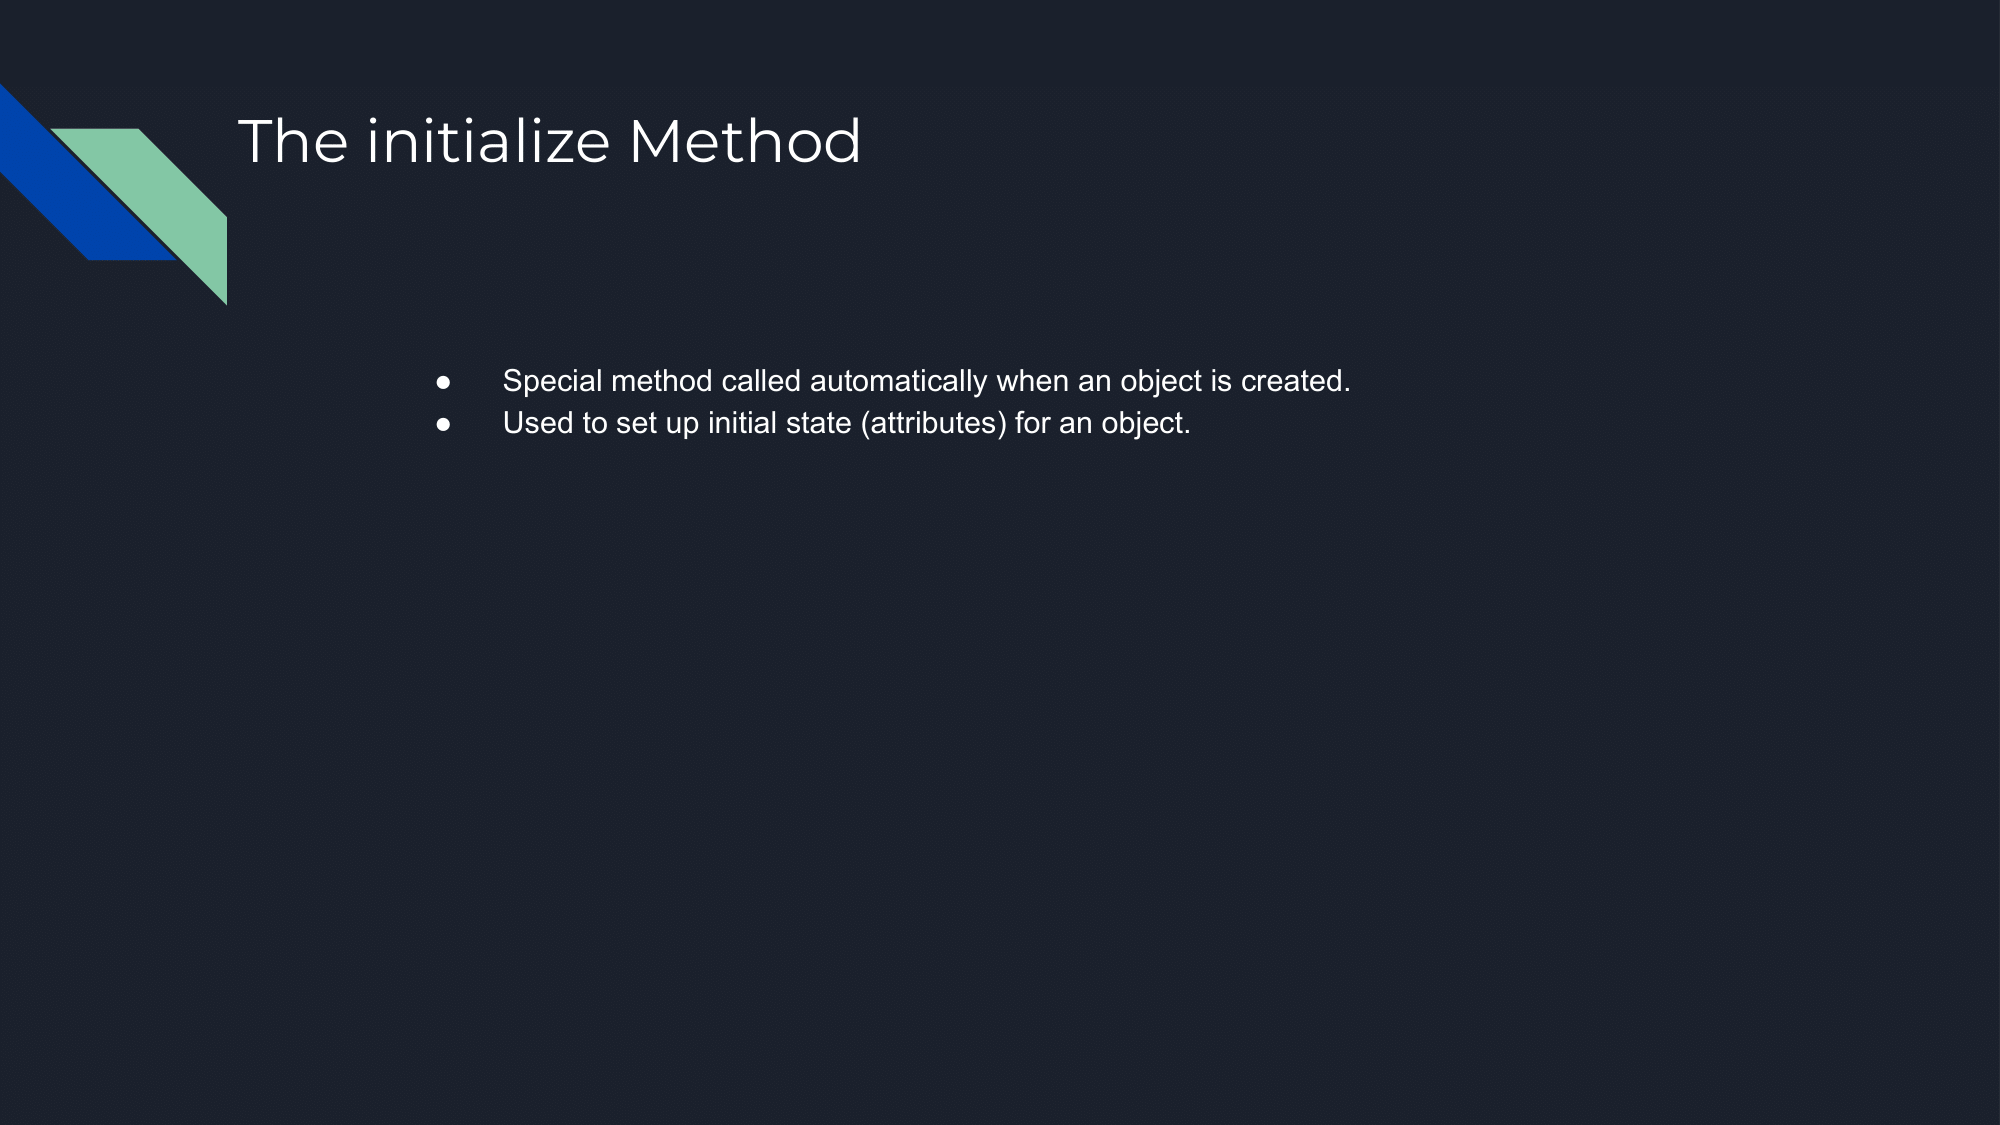 The initialize Method
● Special method called automatically when an object is created.
● Used to set up initial state (attributes) for an object.